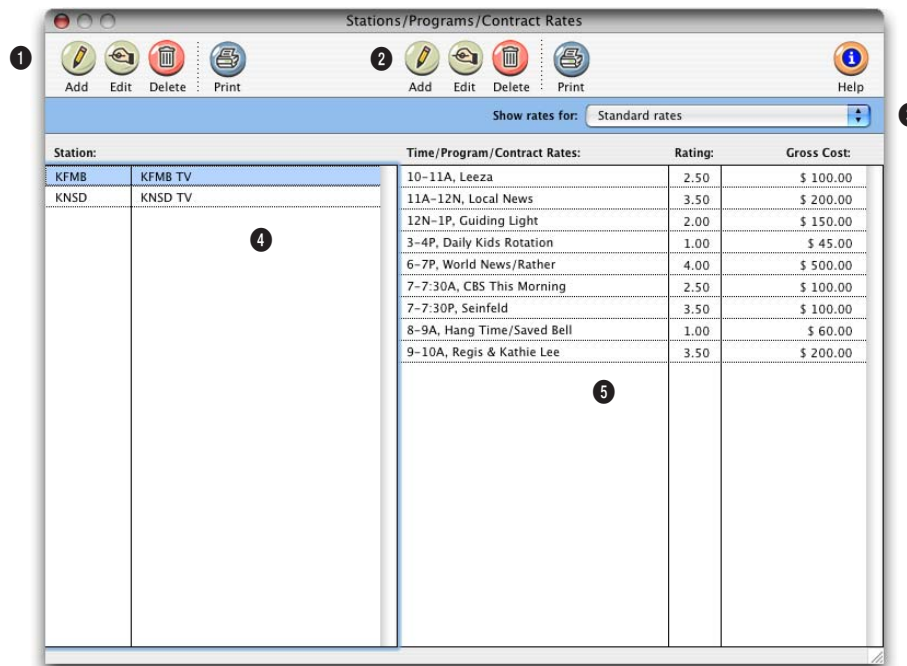 Stations/Programs/Contract Rates
1
2
Add Edit Delete Print
Add Edit Delete Print
Help
Show rates for: Standard rates
Station:
Time/Program/Contract Rates: Rating: Gross Cost:
KFMB KFMB TV
KNSD KNSD TV
4
10-11A, Leeza 2.50 $ 100.00
11A-12N, Local News 3.50 $ 200.00
12N-1P, Guiding Light 2.00 $ 150.00
3-4P, Daily Kids Rotation 1.00 $ 45.00
6-7P, World News/Rather 4.00 $ 500.00
7-7:30A, CBS This Morning 2.50 $ 100.00
7-7:30P, Seinfeld 3.50 $ 100.00
8-9A, Hang Time/Saved Bell 1.00 $ 60.00
9-10A, Regis & Kathie Lee 3.50 $ 200.00
5